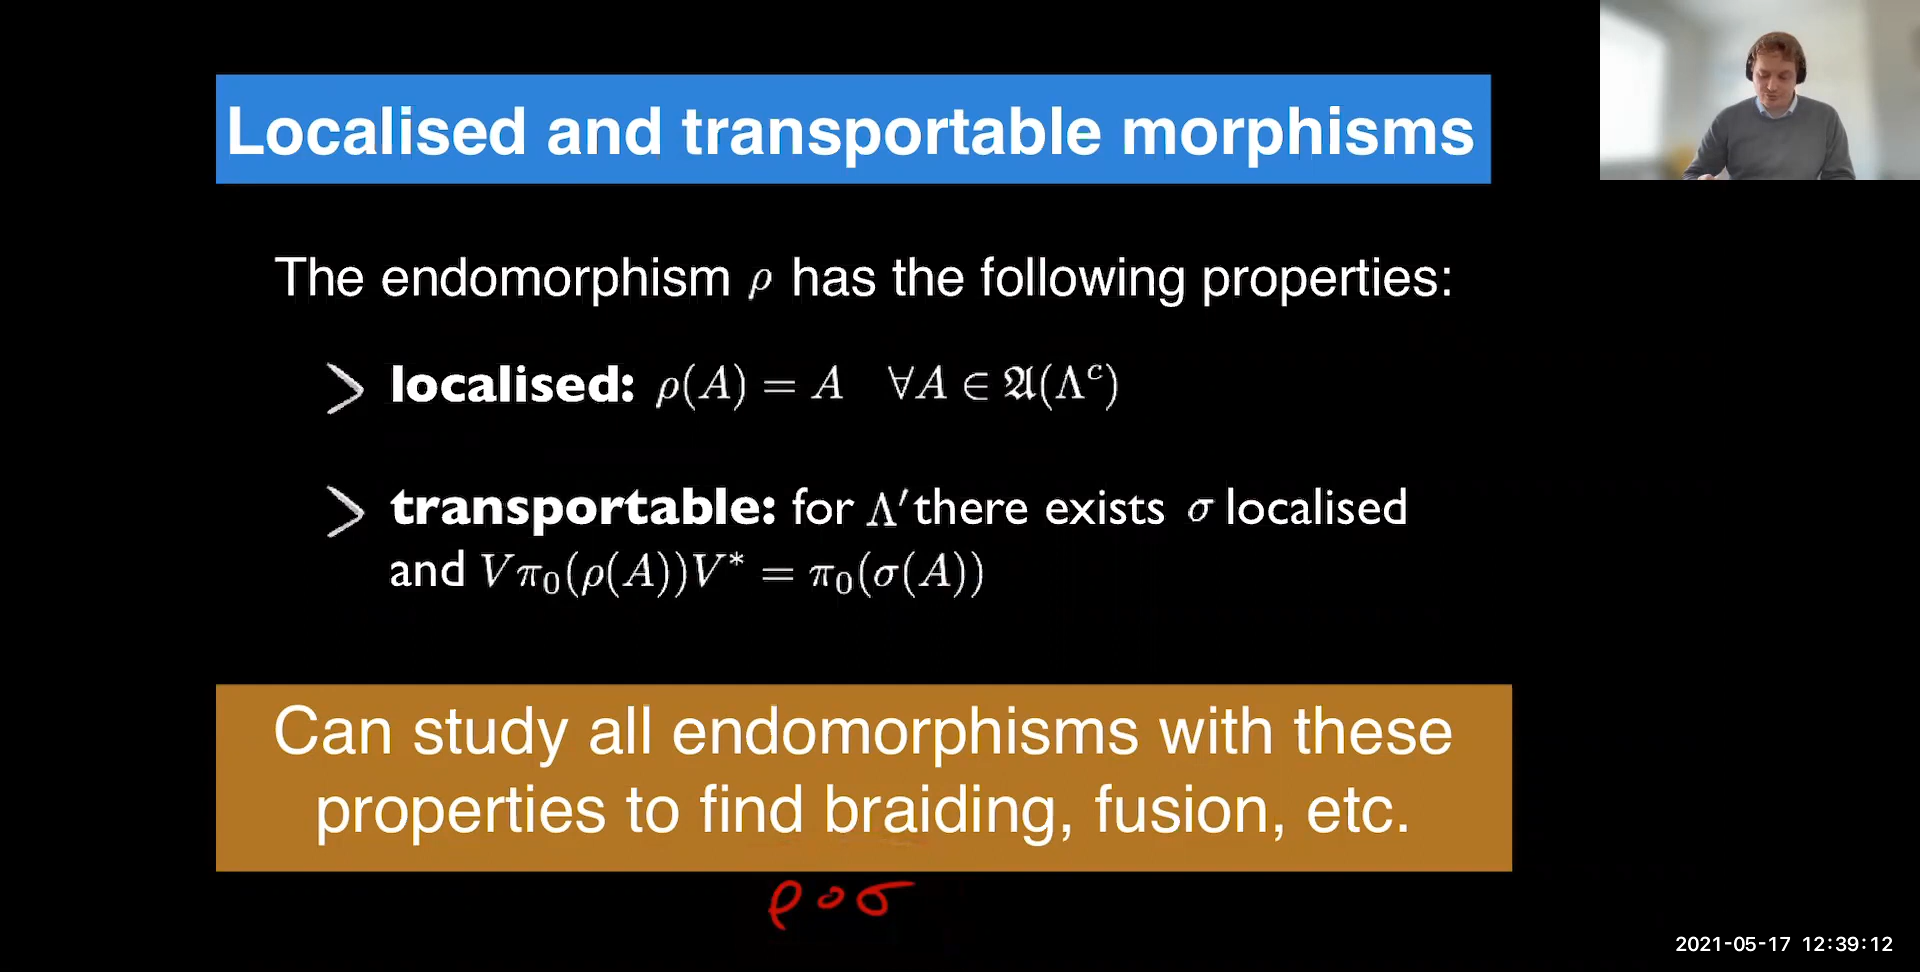 Localised and transportable morphisms
The endomorphism ρ has the following properties:
localised: ρ(A) = A ∀A ∈ 𝔄(Λᶜ)
transportable: for Λ′ there exists σ localised
and Vπ₀(ρ(A))V* = π₀(σ(A))
Can study all endomorphisms with these
properties to find braiding, fusion, etc.
ρ∘σ
2021-05-17 12:39:12